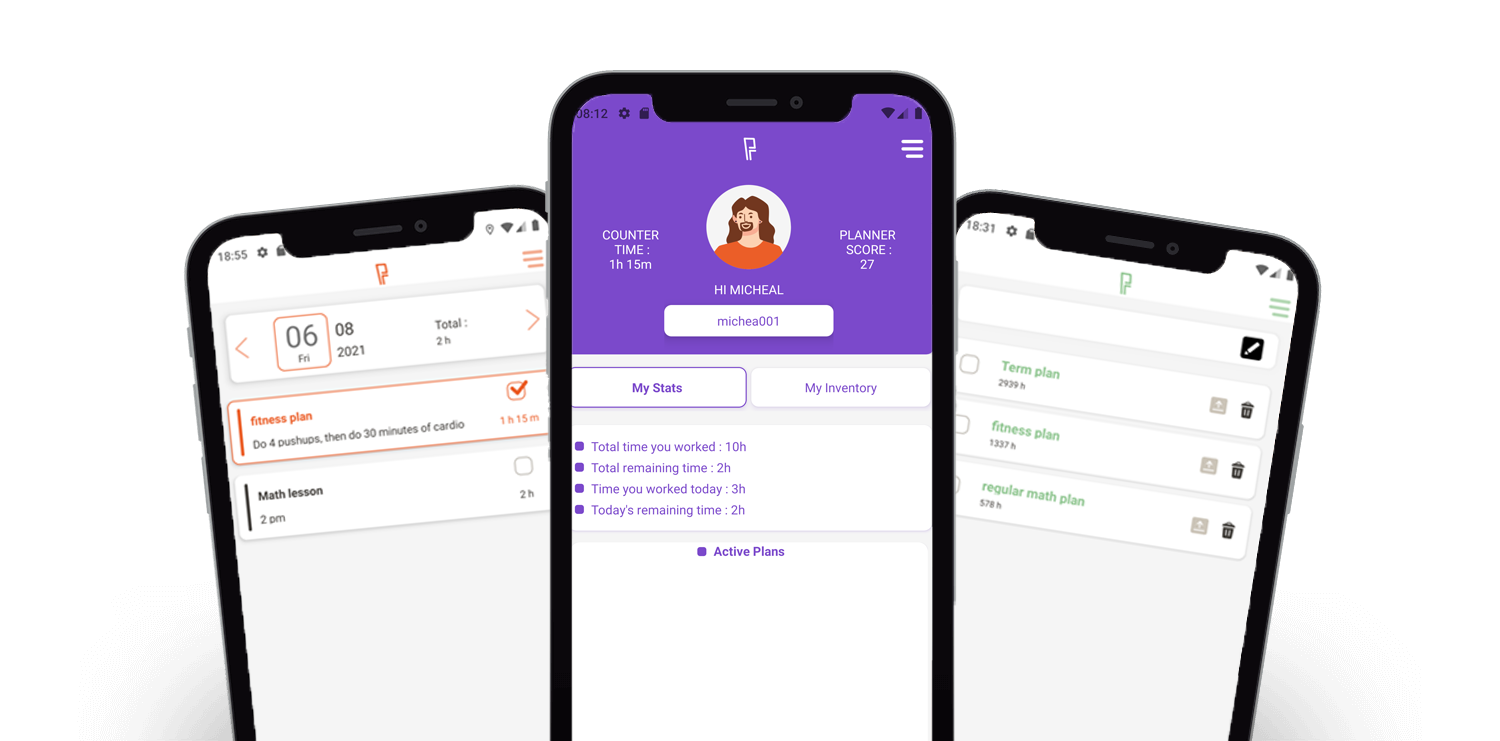 18:55
06
Fri
08
2021
Total :
2 h
fitness plan
Do 4 pushups, then do 30 minutes of cardio
1 h 15 m
Math lesson
2 pm
2 h
08:12
COUNTER
TIME :
1h 15m
PLANNER
SCORE :
27
HI MICHEAL
michea001
My Stats
My Inventory
Total time you worked : 10h
Total remaining time : 2h
Time you worked today : 3h
Today's remaining time : 2h
Active Plans
18:31
Term plan
2939 h
fitness plan
1337 h
regular math plan
578 h